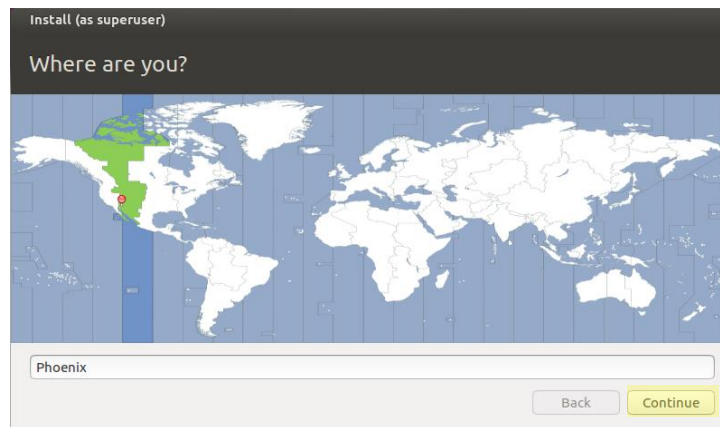 Install (as superuser)
Where are you?
Phoenix
Back
Continue